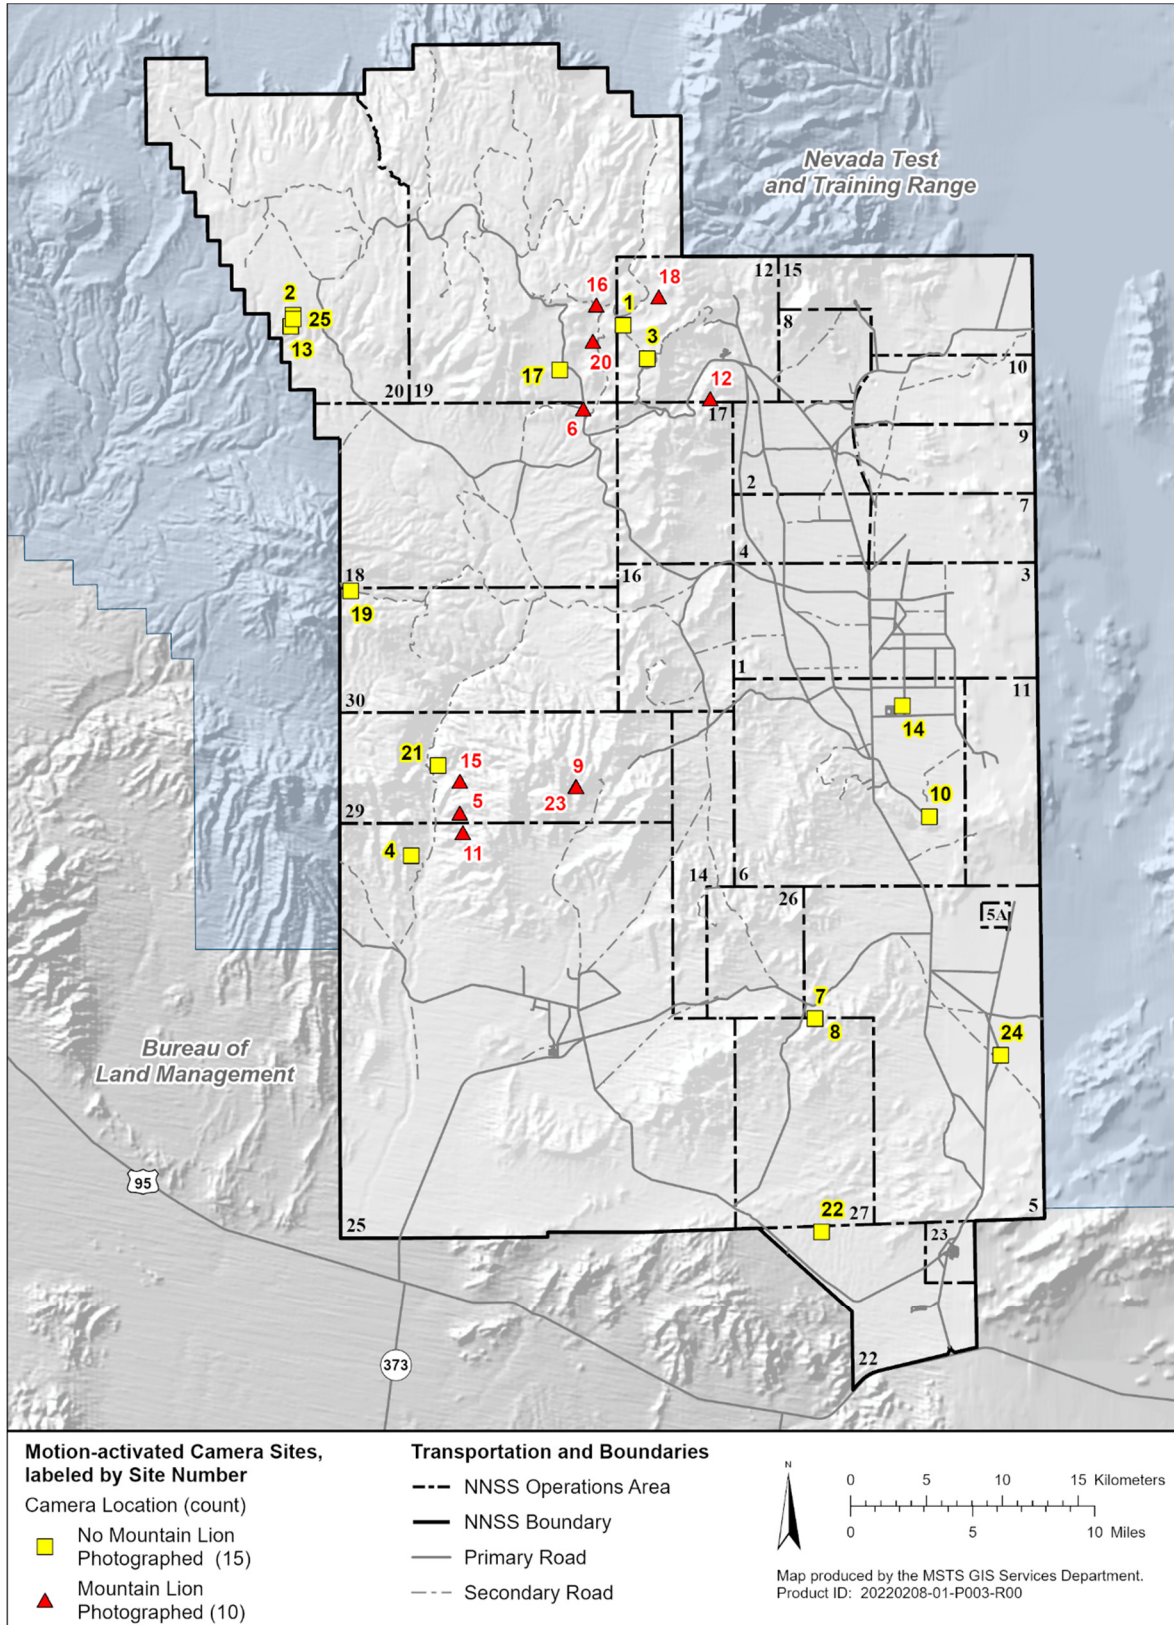 Nevada Test
and Training Range
12
15
18
16
1
8
2
25
3
13
20
10
17
12
20
19
17
6
9
2
7
4
18
16
3
19
1
11
30
14
21
15
9
5
23
10
29
11
4
14
6
26
5A
7
8
24
Bureau of
Land Management
95
22
27
5
25
23
373
22
Motion-activated Camera Sites,
labeled by Site Number
Camera Location (count)
No Mountain Lion
Photographed (15)
Mountain Lion
Photographed (10)
Transportation and Boundaries
NNSS Operations Area
NNSS Boundary
Primary Road
Secondary Road
N
0 5 10 15 Kilometers
0 5 10 Miles
Map produced by the MSTS GIS Services Department.
Product ID: 20220208-01-P003-R00